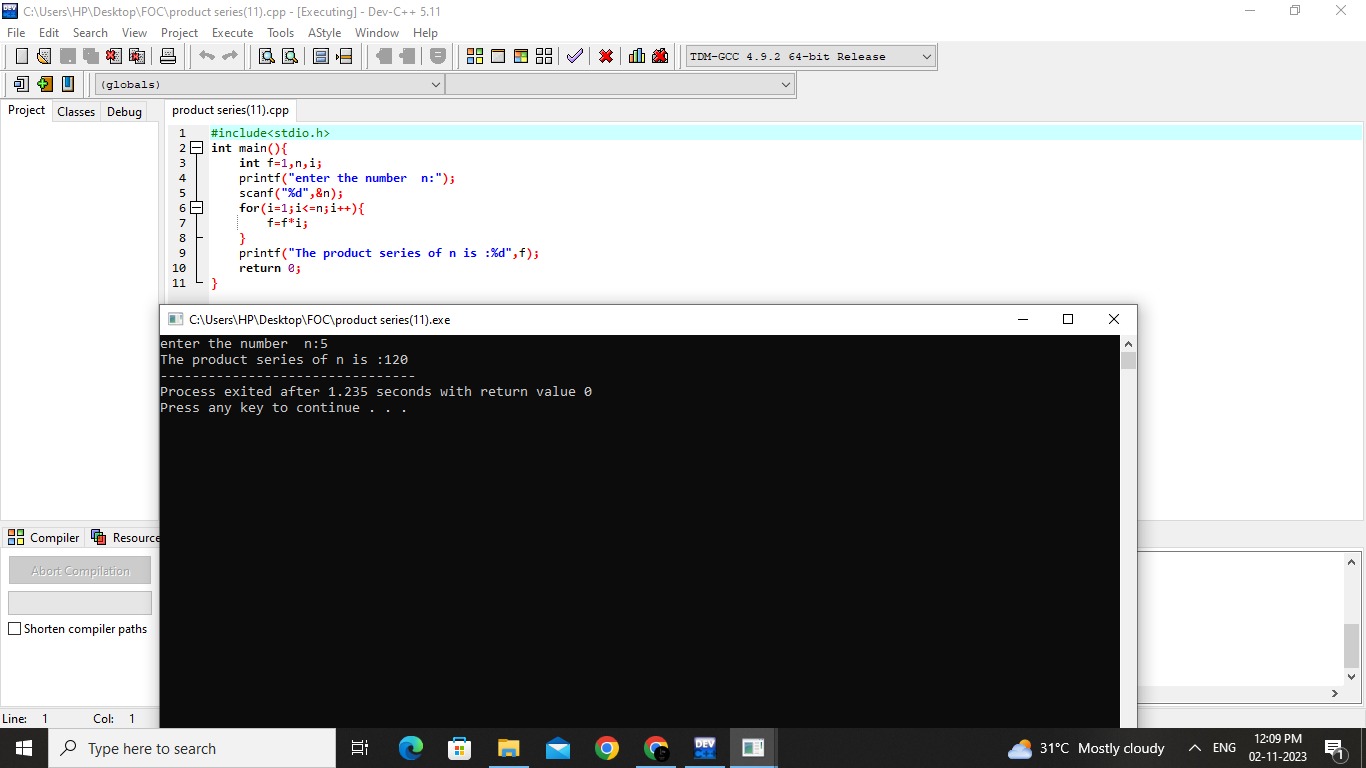 C:\Users\HP\Desktop\FOC\product series(11).cpp - [Executing] - Dev-C++ 5.11
File Edit Search View Project Execute Tools AStyle Window Help
TDM-GCC 4.9.2 64-bit Release
(globals)
Project Classes Debug product series(11).cpp
1 #include<stdio.h>
2 int main(){
3 int f=1,n,i;
4 printf("enter the number  n:");
5 scanf("%d",&n);
6 for(i=1;i<=n;i++){
7 f=f*i;
8 }
9 printf("The product series of n is :%d",f);
10 return 0;
11 }
C:\Users\HP\Desktop\FOC\product series(11).exe
enter the number  n:5
The product series of n is :120
--------------------------------
Process exited after 1.235 seconds with return value 0
Press any key to continue . . .
Compiler Resource
Abort Compilation
Shorten compiler paths
Line: 1 Col: 1
Type here to search
DEV
31°C Mostly cloudy
ENG
12:09 PM
02-11-2023
1